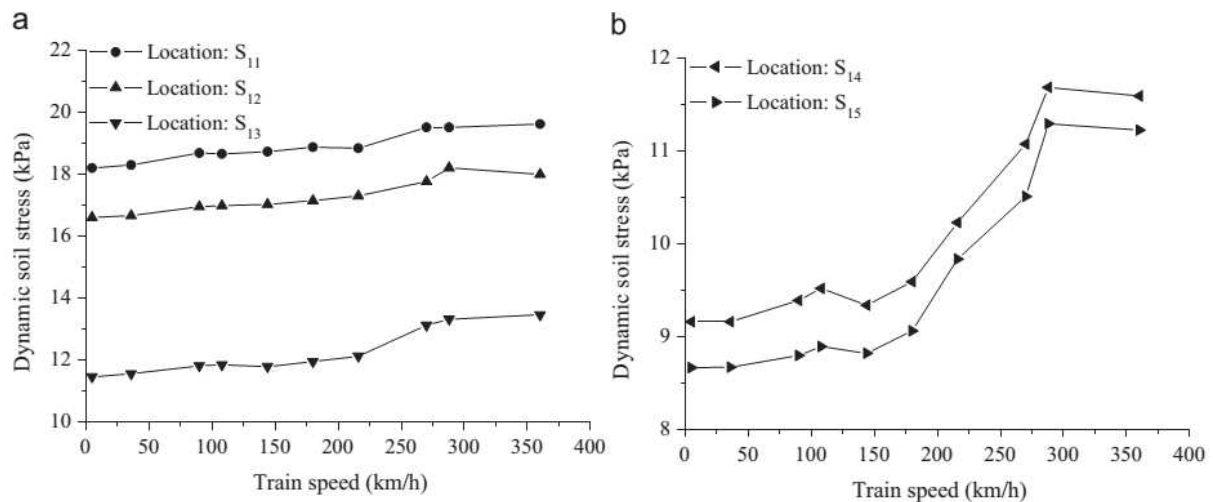 a
Location: S11
Location: S12
Location: S13
22
20
18
16
14
12
10
Dynamic soil stress (kPa)
0 50 100 150 200 250 300 350 400
Train speed (km/h)
b
Location: S14
Location: S15
12
11
10
9
8
Dynamic soil stress (kPa)
0 50 100 150 200 250 300 350 400
Train speed (km/h)